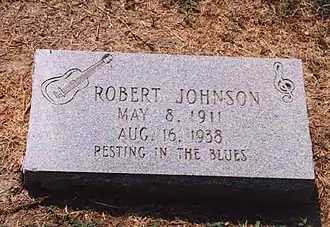 ROBERT JOHNSON
MAY 8, 1911
AUG. 16, 1938
RESTING IN THE BLUES